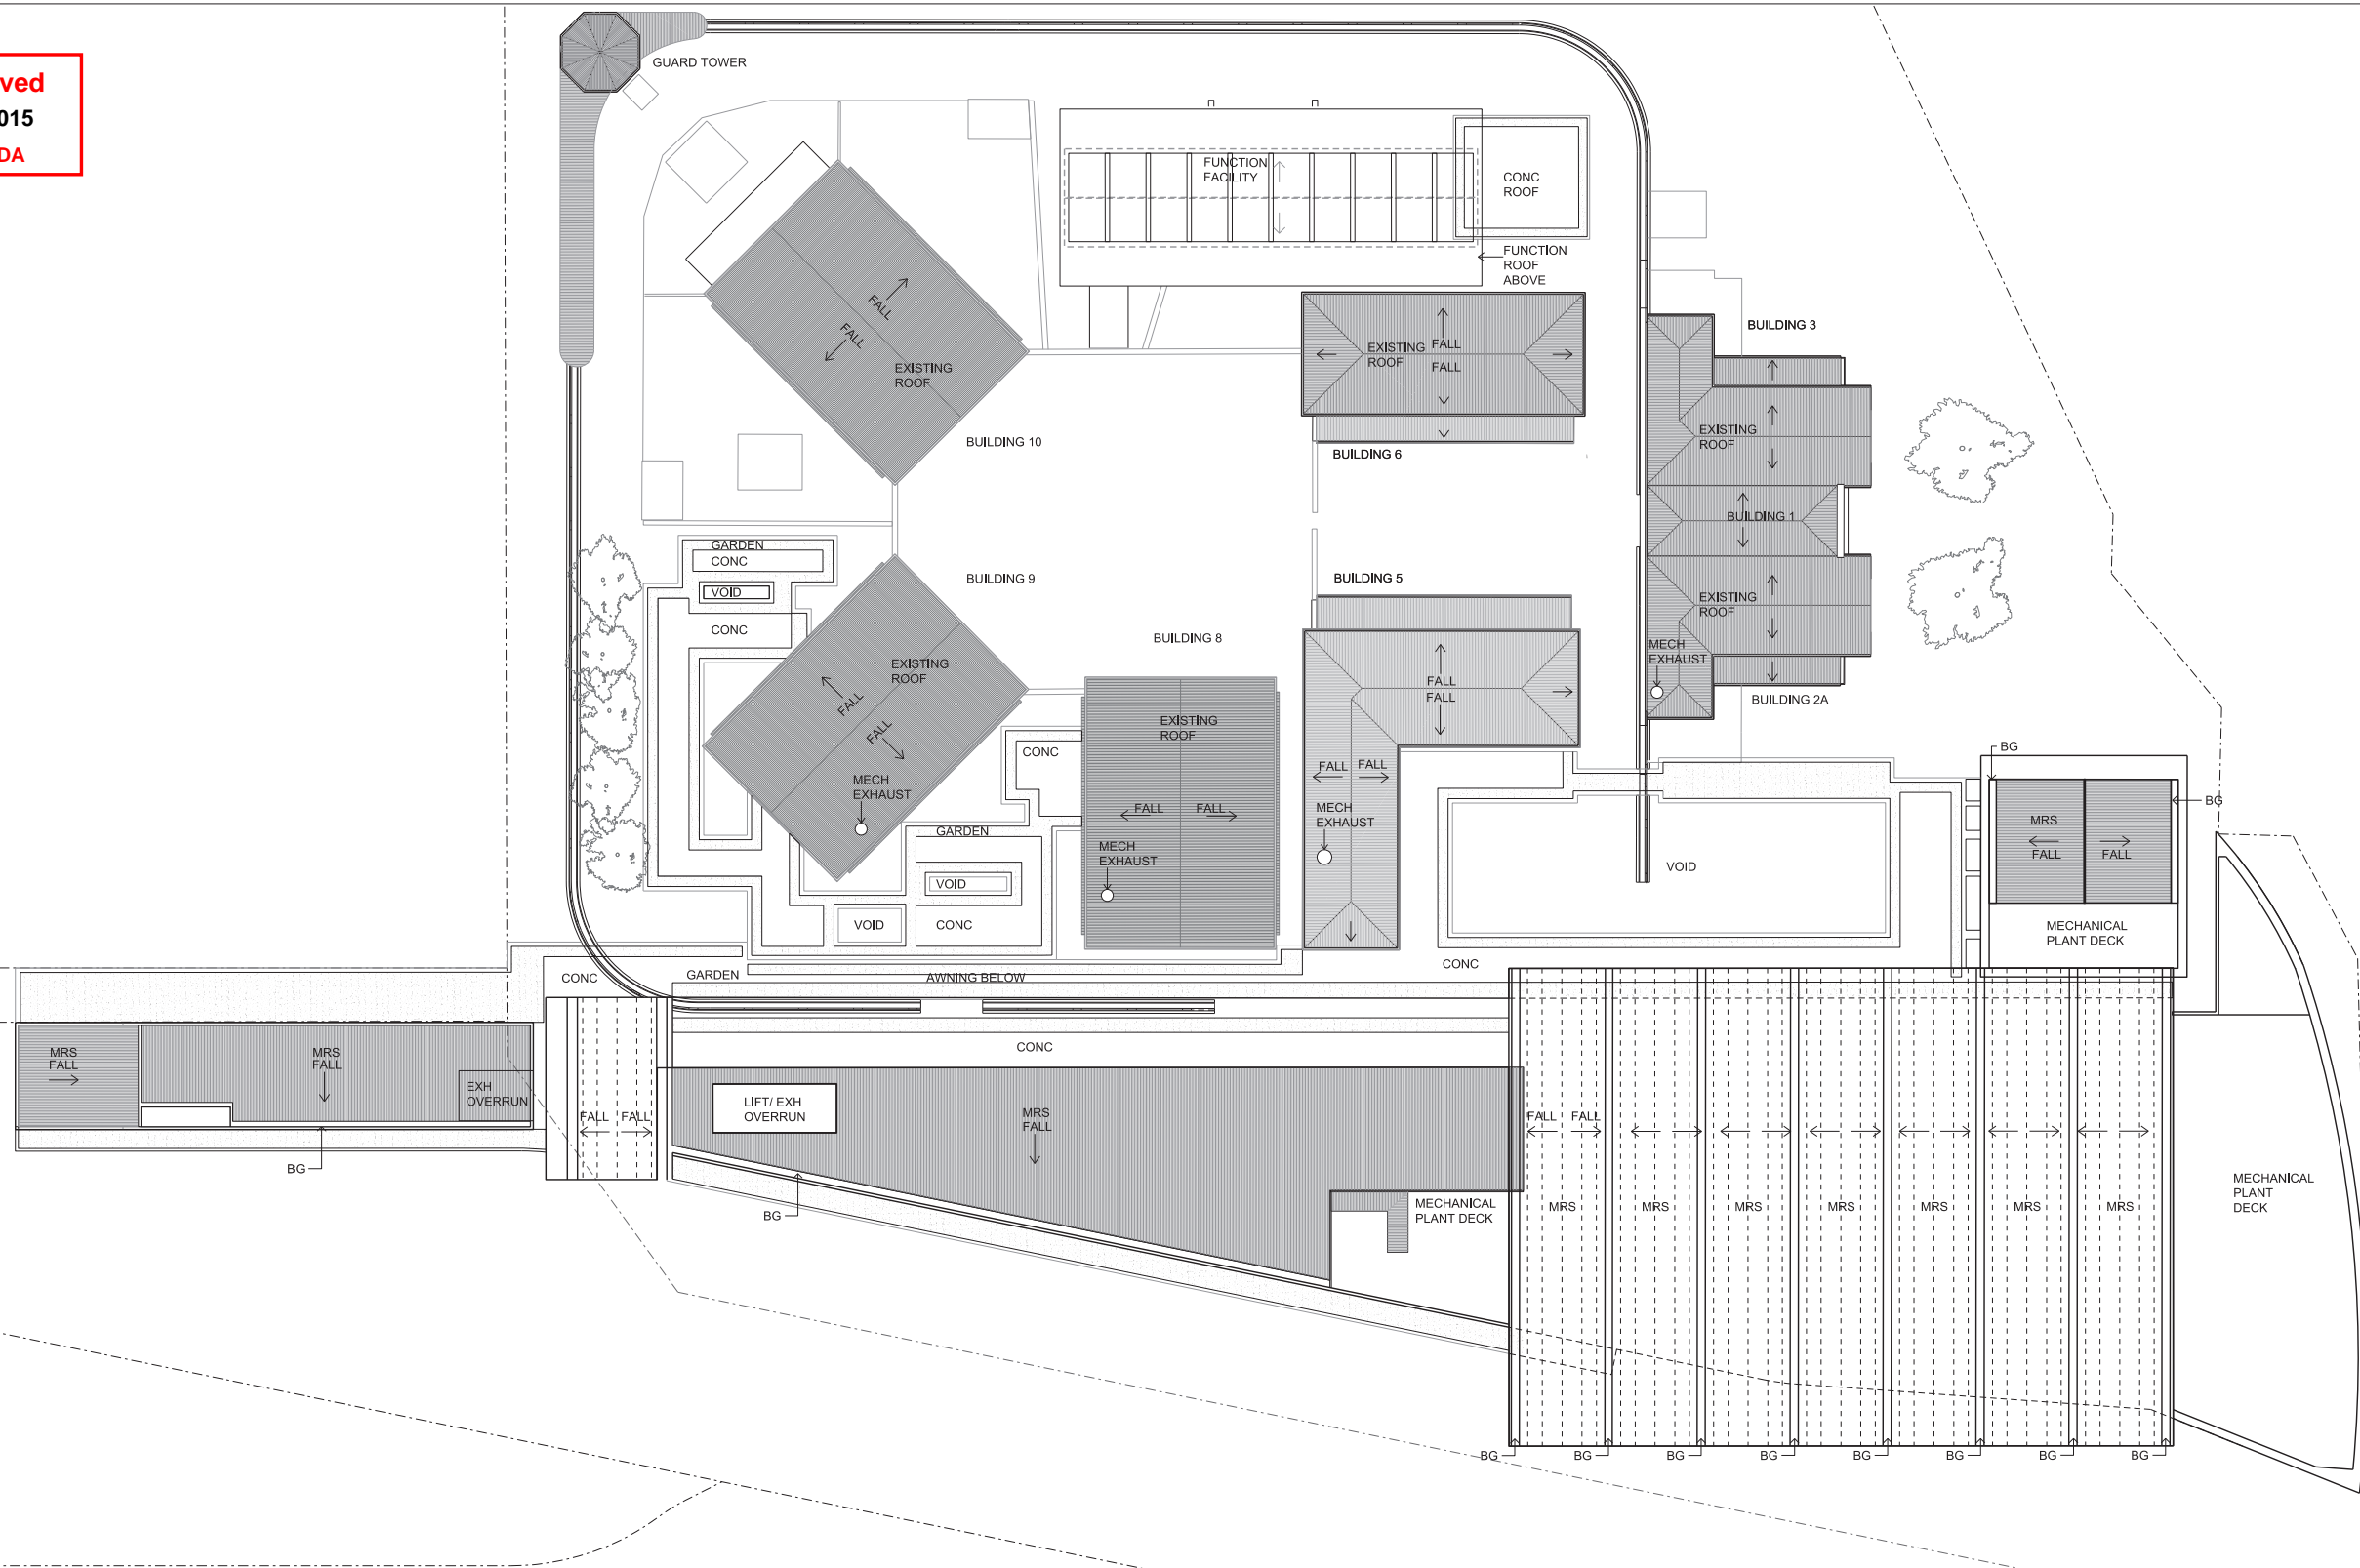 ved
015
DA
GUARD TOWER
FUNCTION
FACILITY
CONC
ROOF
FUNCTION
ROOF
ABOVE
FALL
FALL
EXISTING
ROOF
BUILDING 10
EXISTING
ROOF
FALL
FALL
BUILDING 6
BUILDING 3
EXISTING
ROOF
BUILDING 1
EXISTING
ROOF
MECH
EXHAUST
BUILDING 2A
GARDEN
CONC
VOID
CONC
BUILDING 9
BUILDING 5
BUILDING 8
EXISTING
ROOF
FALL
FALL
MECH
EXHAUST
EXISTING
ROOF
FALL
FALL
MECH
EXHAUST
FALL
FALL
FALL
FALL
MECH
EXHAUST
CONC
GARDEN
VOID
VOID
CONC
VOID
BG
BG
MRS
FALL
FALL
MECHANICAL
PLANT DECK
CONC
GARDEN
AWNING BELOW
CONC
CONC
MRS
FALL
MRS
FALL
EXH
OVERRUN
BG
FALL
FALL
LIFT/ EXH
OVERRUN
MRS
FALL
BG
MECHANICAL
PLANT DECK
FALL
FALL
MRS
MRS
MRS
MRS
MRS
MRS
MRS
MECHANICAL
PLANT
DECK
BG
BG
BG
BG
BG
BG
BG
BG